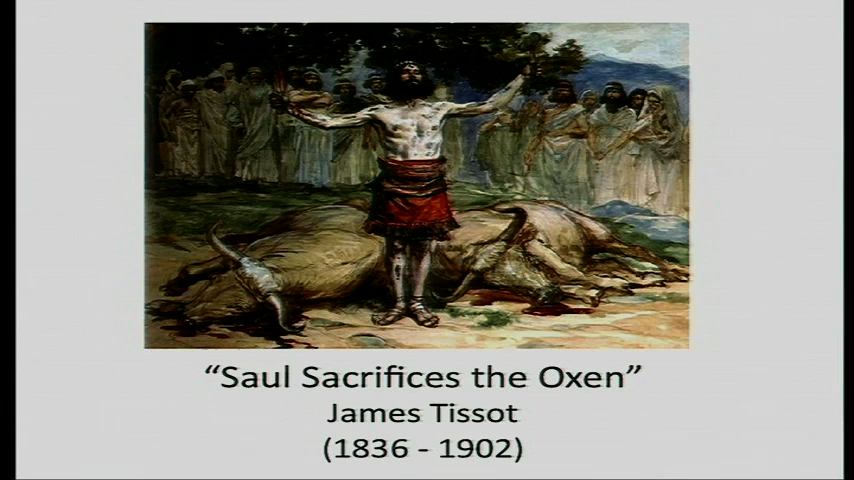 “Saul Sacrifices the Oxen”
James Tissot
(1836 - 1902)